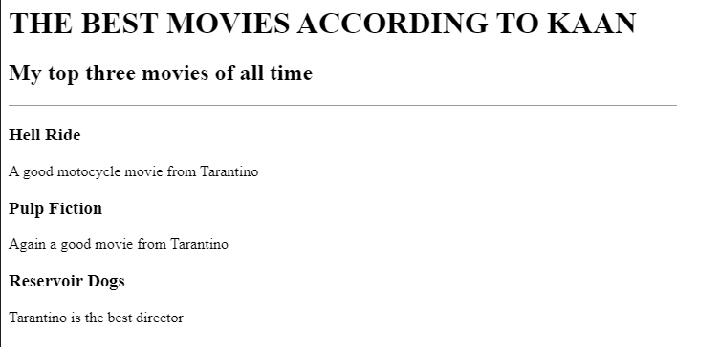 THE BEST MOVIES ACCORDING TO KAAN
My top three movies of all time
Hell Ride
A good motocycle movie from Tarantino
Pulp Fiction
Again a good movie from Tarantino
Reservoir Dogs
Tarantino is the best director